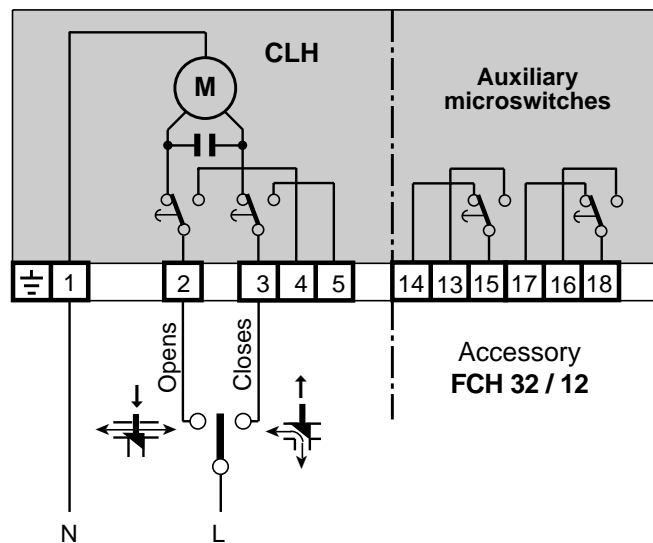 CLH
M
Auxiliary
microswitches
1 2 3 4 5 14 13 15 17 16 18
Opens
Closes
Accessory
FCH 32 / 12
N L